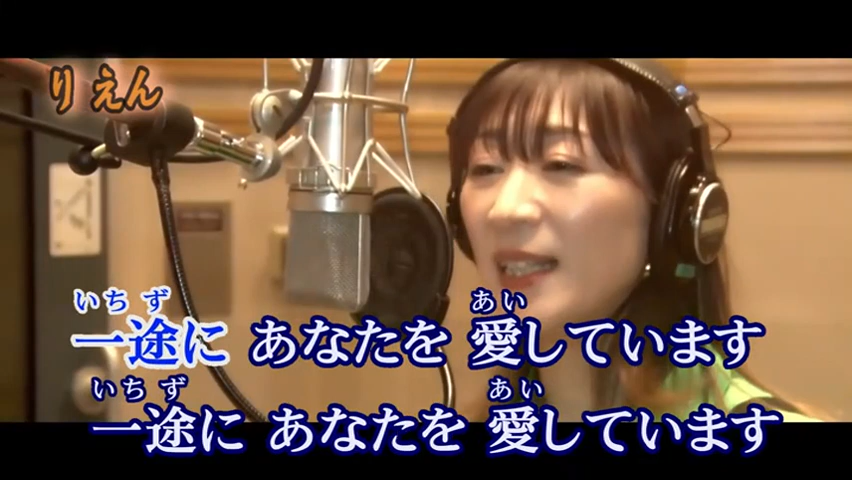 りえん
いちず あい
一途に あなたを 愛しています
いちず あい
一途に あなたを 愛しています